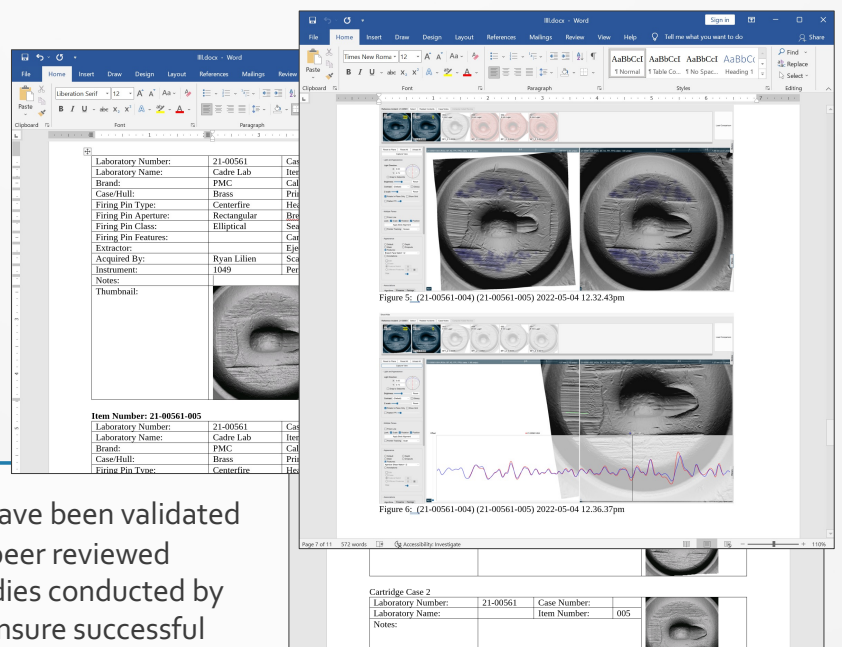 IIll.docx - Word
File Home Insert Draw Design Layout References Mailings Review
Paste
Liberation Serif 12
Clipboard Font Paragraph
Laboratory Number: 21-00561
Laboratory Name: Cadre Lab
Brand: PMC
Case/Hull: Brass
Firing Pin Type: Centerfire
Firing Pin Aperture: Rectangular
Firing Pin Class: Elliptical
Firing Pin Features:
Extractor:
Acquired By: Ryan Lilien
Instrument: 1049
Notes:
Thumbnail:
Item Number: 21-00561-005
Laboratory Number: 21-00561
Laboratory Name: Cadre Lab
Brand: PMC
Case/Hull: Brass
Firing Pin Type: Centerfire
IIll.docx - Word
Sign in
File Home Insert Draw Design Layout References Mailings Review View Help Tell me what you want to do Share
Paste
Times New Roma 12
AaBbCcI AaBbCcI AaBbCcI AaBbCc
1 Normal 1 Table Co... 1 No Spac... Heading 1
Find
Replace
Select
Clipboard Font Paragraph Styles Editing
Figure 5: (21-00561-004) (21-00561-005) 2022-05-04 12.32.43pm
Figure 6: (21-00561-004) (21-00561-005) 2022-05-04 12.36.37pm
Page 7 of 11 572 words Accessibility: Investigate 110%
Cartridge Case 2
Laboratory Number: 21-00561 Case Number:
Laboratory Name: Item Number: 005
Notes:
ave been validated
peer reviewed
dies conducted by
nsure successful